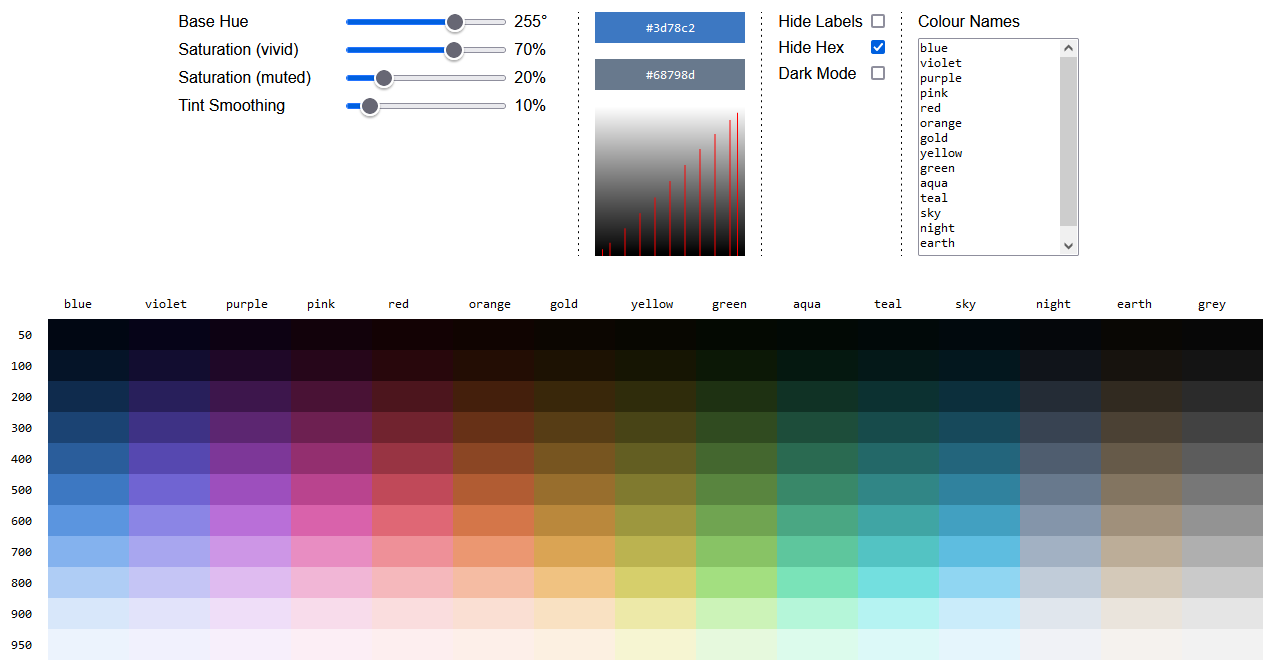 Base Hue 255°
Saturation (vivid) 70%
Saturation (muted) 20%
Tint Smoothing 10%
#3d78c2
#68798d
Hide Labels
Hide Hex
Dark Mode
Colour Names
blue
violet
purple
pink
red
orange
gold
yellow
green
aqua
teal
sky
night
earth
blue violet purple pink red orange gold yellow green aqua teal sky night earth grey
50
100
200
300
400
500
600
700
800
900
950